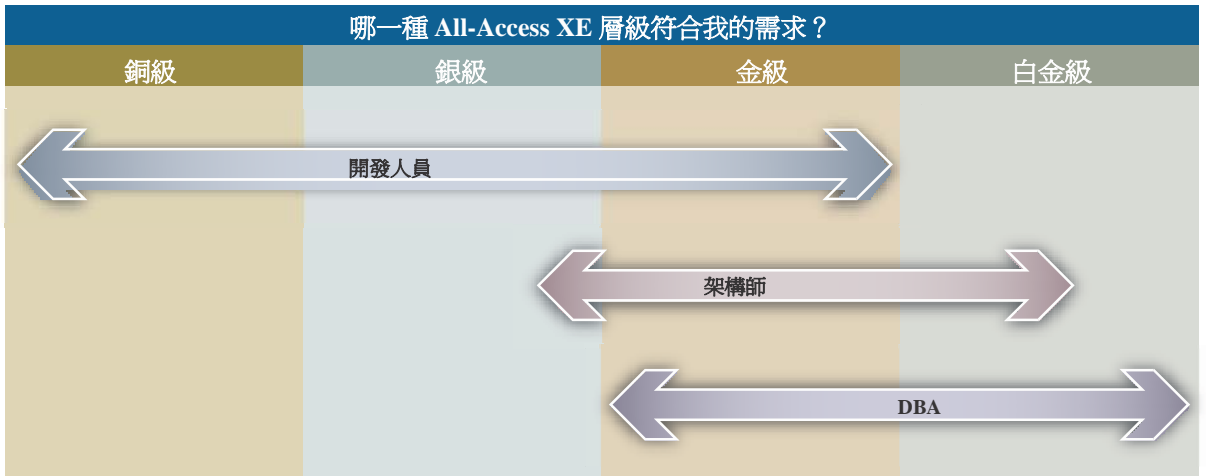 哪一種 All-Access XE 層級符合我的需求？
銅級 銀級 金級 白金級
開發人員
架構師
DBA